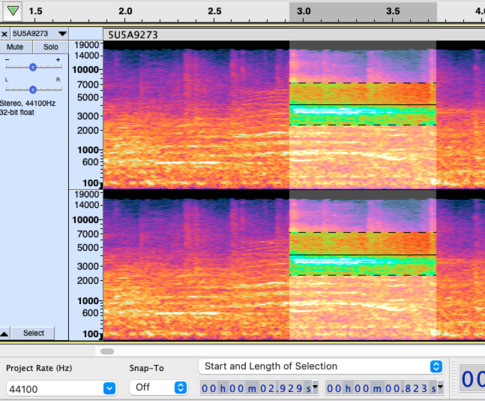 1.5 2.0 2.5 3.0 3.5 4.0
× 5U5A9273 ▼
5U5A9273
Mute Solo
- +
L R
Stereo, 44100Hz
32-bit float
19000
14000
10000
7000
5000
3000
2000
1000
600
100
19000
14000
10000
7000
5000
3000
2000
1000
600
100
Select
Project Rate (Hz)
Snap-To
Start and Length of Selection
44100
Off
00 h 00 m 02.929 s
00 h 00 m 00.823 s
00